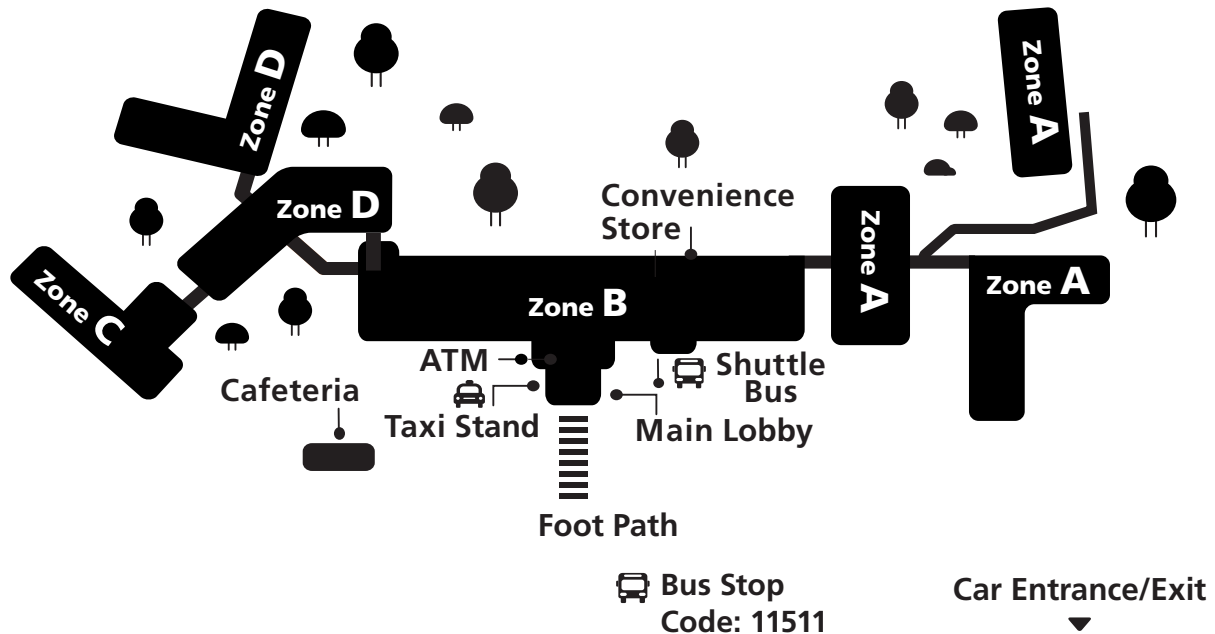 Zone D
Zone A
Zone D
Convenience
Store
Zone A
Zone C
Zone B
Zone A
ATM
Shuttle
Bus
Cafeteria
Taxi Stand
Main Lobby
Foot Path
Bus Stop
Code: 11511
Car Entrance/Exit